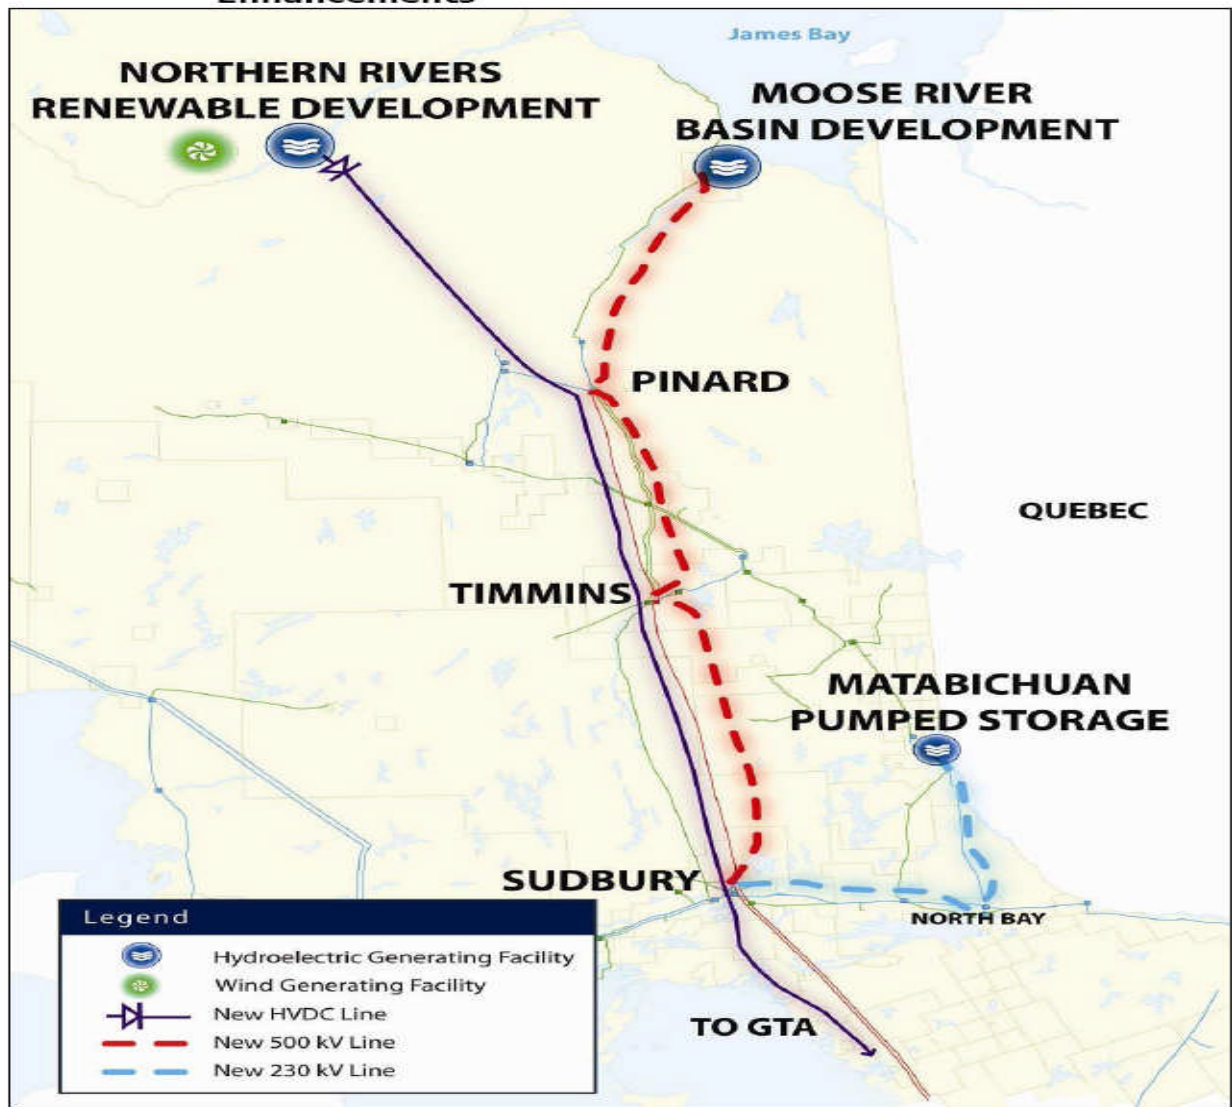 Enhancements
James Bay
NORTHERN RIVERS
RENEWABLE DEVELOPMENT
MOOSE RIVER
BASIN DEVELOPMENT
PINARD
QUEBEC
TIMMINS
MATABICHUAN
PUMPED STORAGE
SUDBURY
NORTH BAY
TO GTA
Legend
Hydroelectric Generating Facility
Wind Generating Facility
New HVDC Line
New 500 kV Line
New 230 kV Line